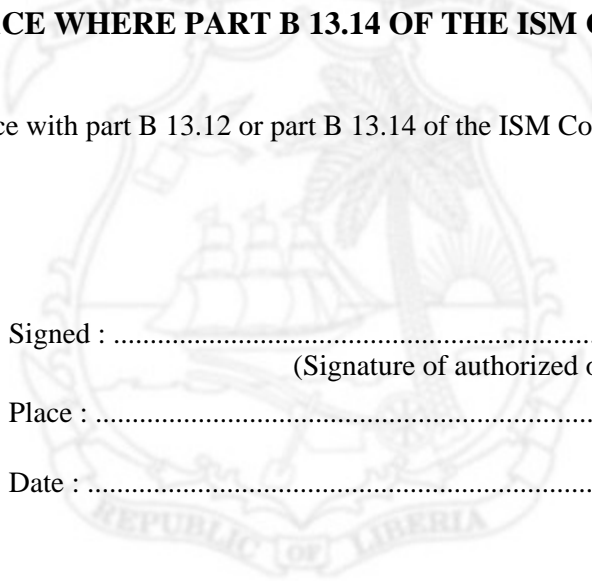 CE WHERE PART B 13.14 OF THE ISM
ce with part B 13.12 or part B 13.14 of the ISM Co
Signed : ....................................................................................
(Signature of authorized o
Place : .......................................................................................
Date : ........................................................................................
REPUBLIC OF LIBERIA